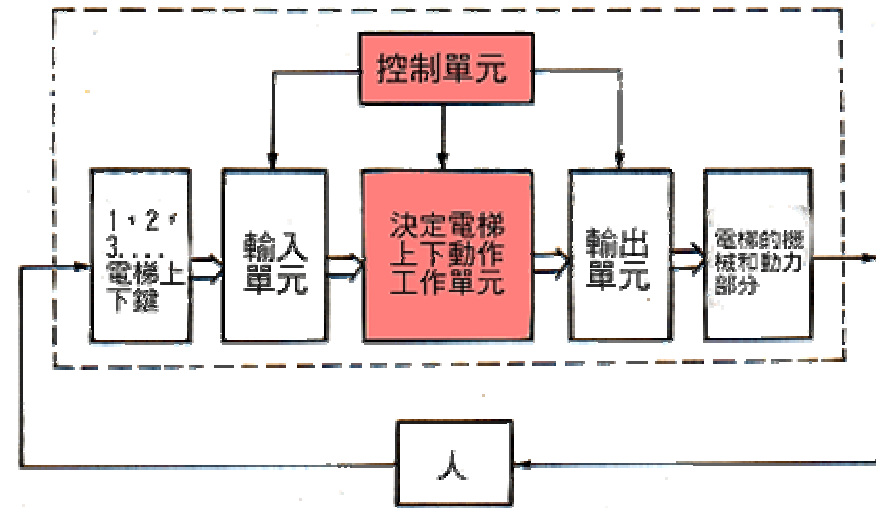 控制單元
1，2，
3....
電梯上
下鍵
輸入
單元
決定電梯
上下動作
工作單元
輸出
單元
電梯的機
械和動力
部分
人